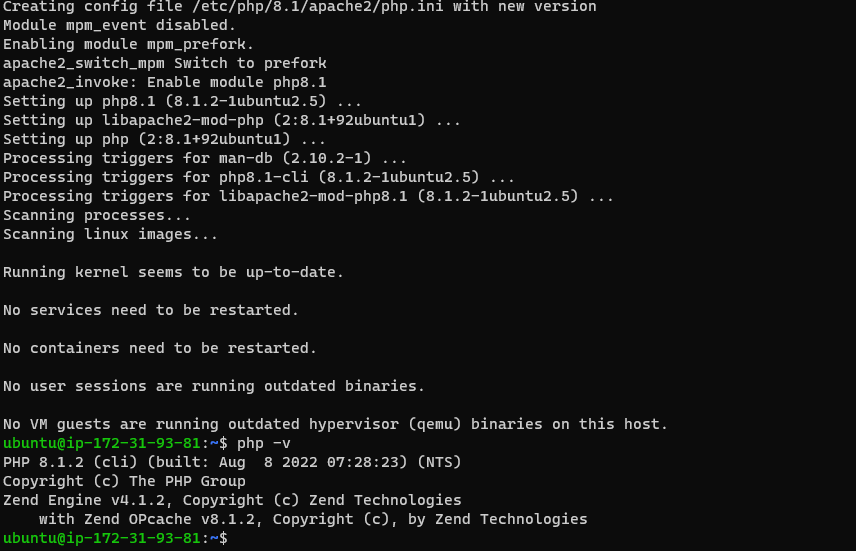 Creating config file /etc/php/8.1/apache2/php.ini with new version
Module mpm_event disabled.
Enabling module mpm_prefork.
apache2_switch_mpm Switch to prefork
apache2_invoke: Enable module php8.1
Setting up php8.1 (8.1.2-1ubuntu2.5) ...
Setting up libapache2-mod-php (2:8.1+92ubuntu1) ...
Setting up php (2:8.1+92ubuntu1) ...
Processing triggers for man-db (2.10.2-1) ...
Processing triggers for php8.1-cli (8.1.2-1ubuntu2.5) ...
Processing triggers for libapache2-mod-php8.1 (8.1.2-1ubuntu2.5) ...
Scanning processes...
Scanning linux images...
Running kernel seems to be up-to-date.
No services need to be restarted.
No containers need to be restarted.
No user sessions are running outdated binaries.
No VM guests are running outdated hypervisor (qemu) binaries on this host.
ubuntu@ip-172-31-93-81:~$ php -v
PHP 8.1.2 (cli) (built: Aug  8 2022 07:28:23) (NTS)
Copyright (c) The PHP Group
Zend Engine v4.1.2, Copyright (c) Zend Technologies
    with Zend OPcache v8.1.2, Copyright (c), by Zend Technologies
ubuntu@ip-172-31-93-81:~$